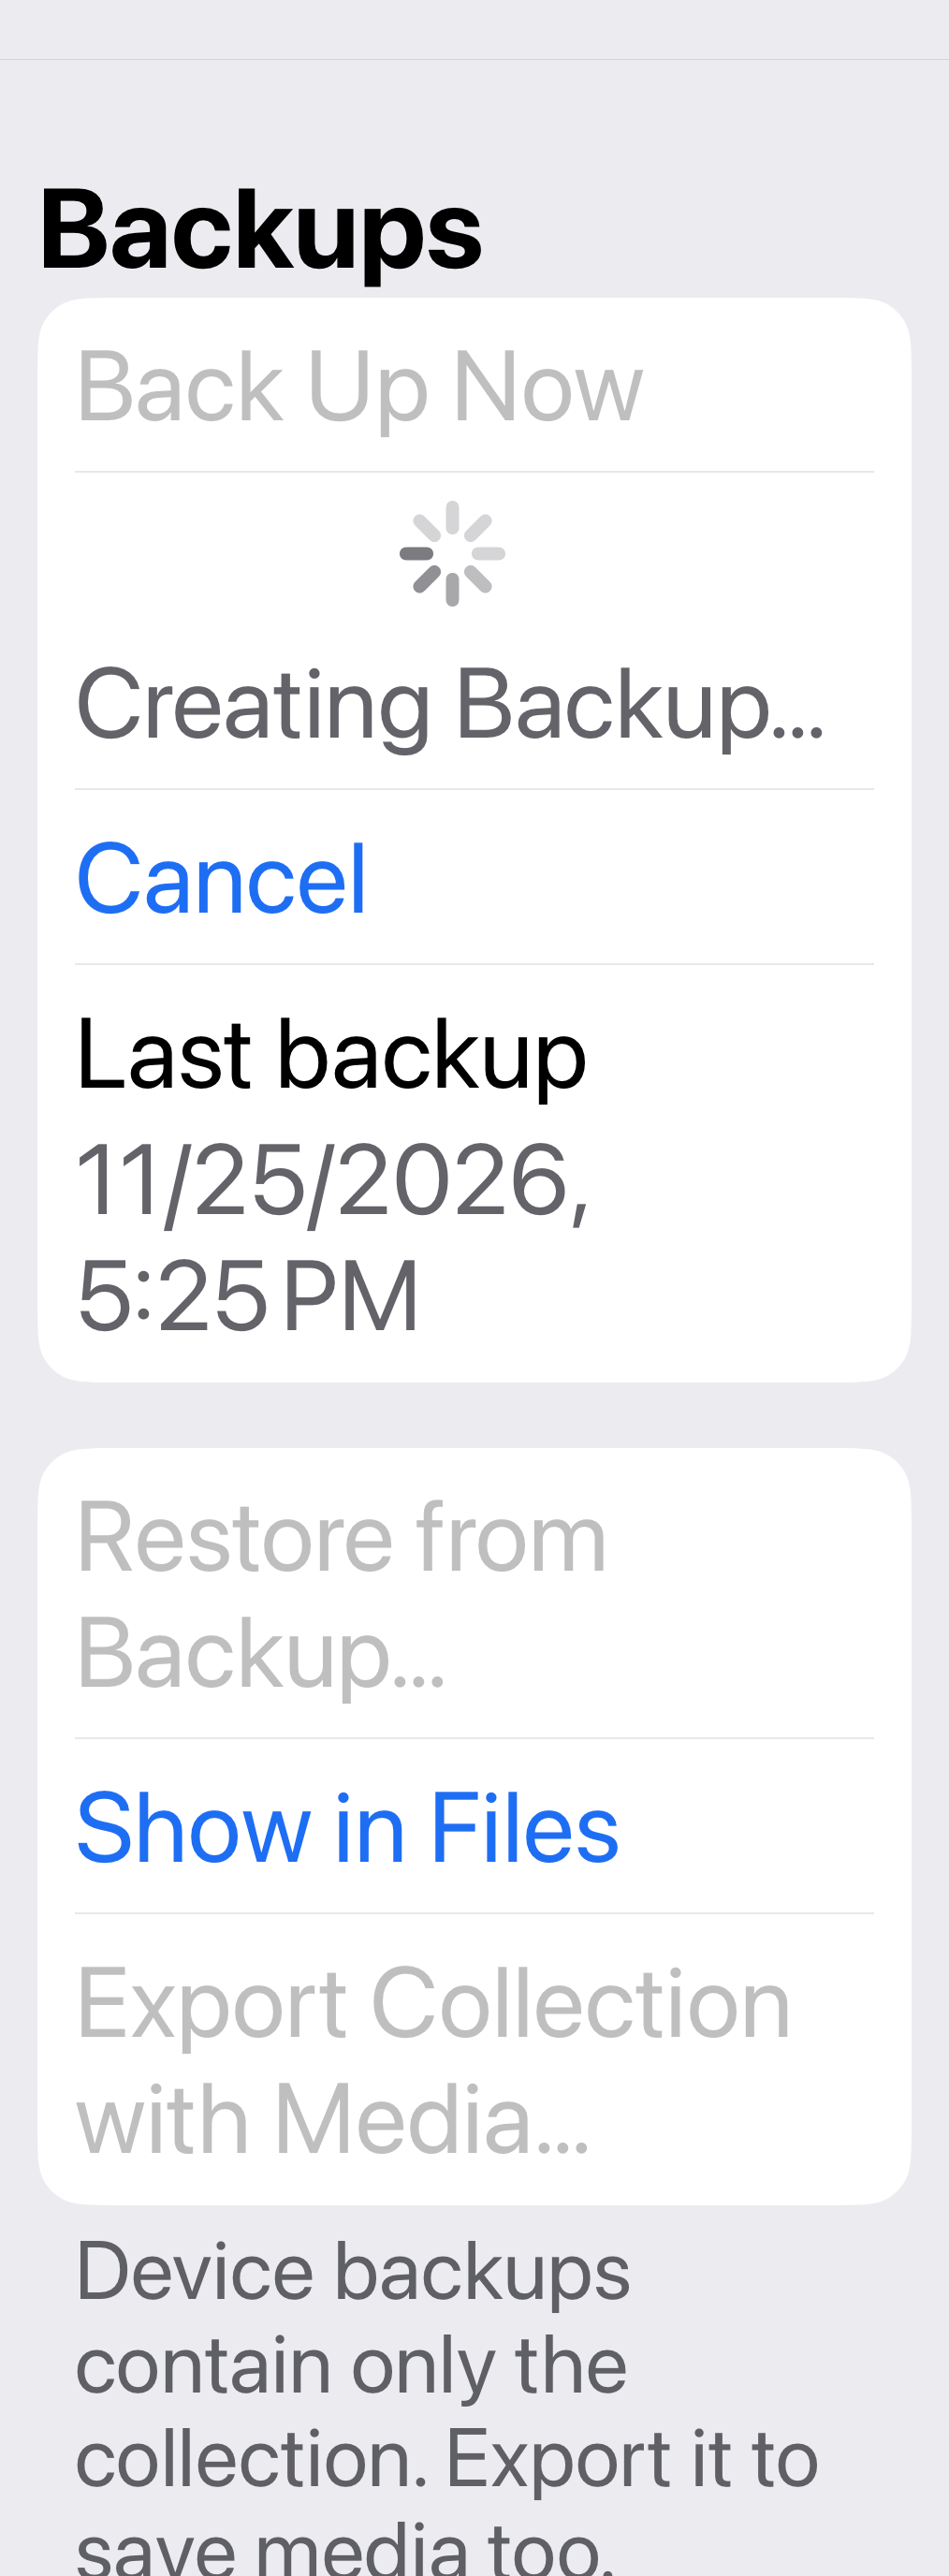 Backups
Back Up Now
Creating Backup...
Cancel
Last backup
11/25/2026,
5:25 PM
Restore from
Backup...
Show in Files
Export Collection
with Media...
Device backups
contain only the
collection. Export it to
save media too.